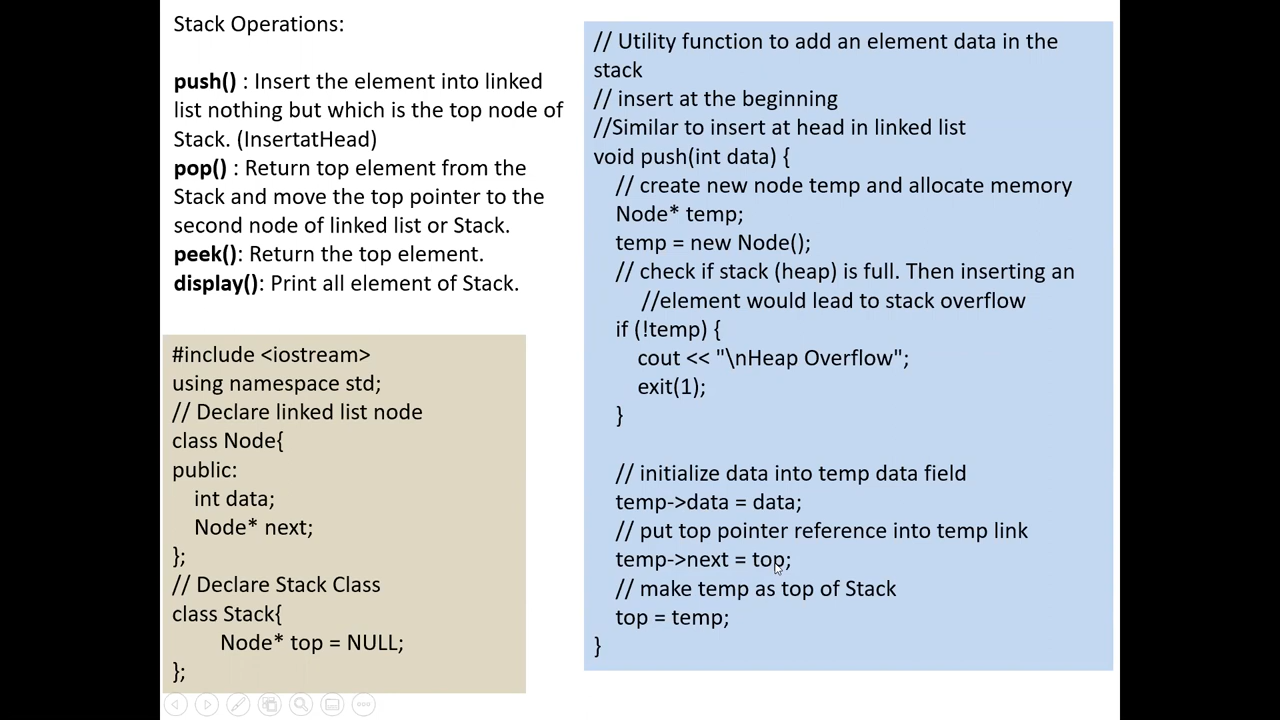 Stack Operations:
push() : Insert the element into linked
list nothing but which is the top node of
Stack. (InsertatHead)
pop() : Return top element from the
Stack and move the top pointer to the
second node of linked list or Stack.
peek(): Return the top element.
display(): Print all element of Stack.
#include <iostream>
using namespace std;
// Declare linked list node
class Node{
public:
int data;
Node* next;
};
// Declare Stack Class
class Stack{
Node* top = NULL;
};
// Utility function to add an element data in the
stack
// insert at the beginning
//Similar to insert at head in linked list
void push(int data) {
// create new node temp and allocate memory
Node* temp;
temp = new Node();
// check if stack (heap) is full. Then inserting an
//element would lead to stack overflow
if (!temp) {
cout << "\nHeap Overflow";
exit(1);
}
// initialize data into temp data field
temp->data = data;
// put top pointer reference into temp link
temp->next = top;
// make temp as top of Stack
top = temp;
}